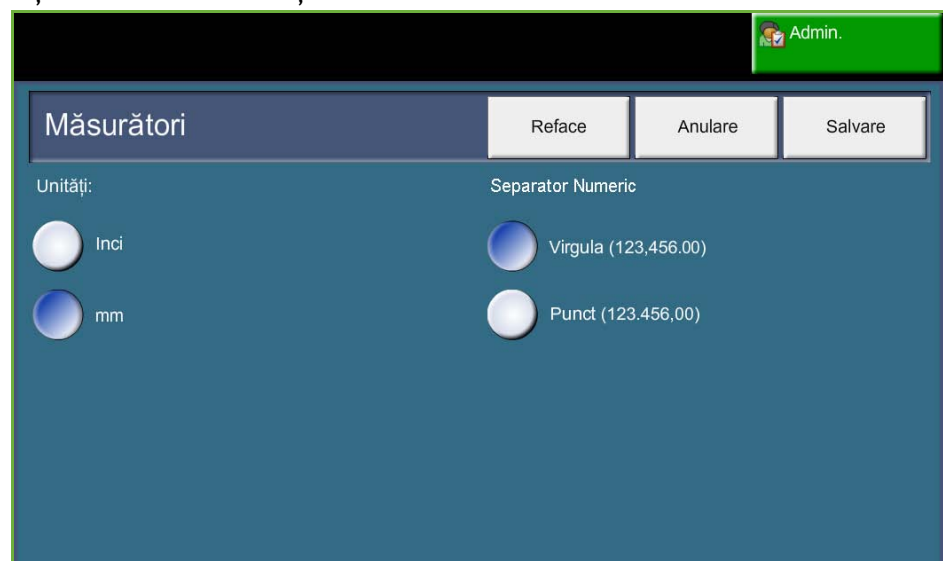 Admin.
Măsurători
Reface
Anulare
Salvare
Unități:
Separator Numeric
Inci
Virgula (123,456.00)
mm
Punct (123.456,00)